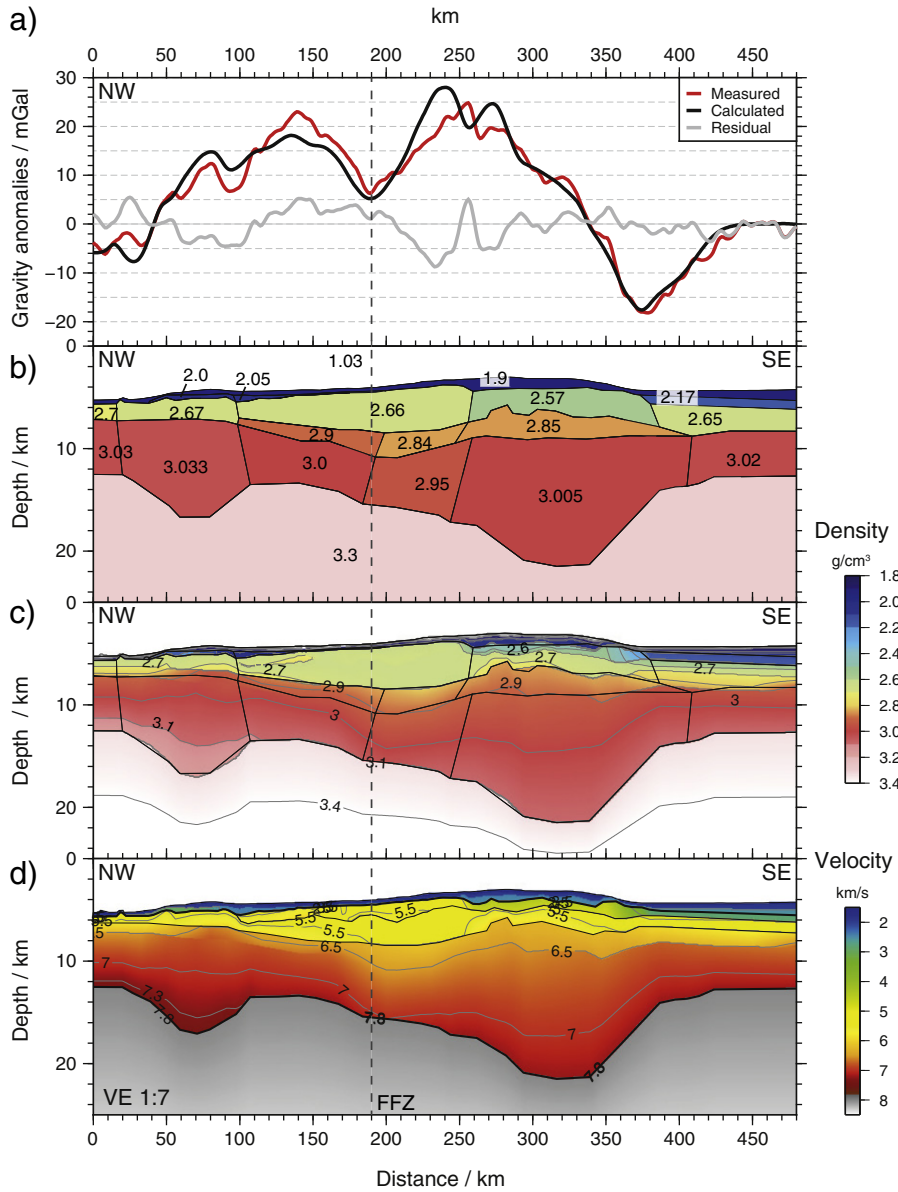 a)
km
0 50 100 150 200 250 300 350 400 450
NW
Measured
Calculated
Residual
Gravity anomalies / mGal
30
20
10
0
−10
−20
b)
NW
SE
1.03
2.0
2.05
1.9
2.17
2.7
2.67
2.66
2.57
2.65
2.9
2.84
2.85
3.03
3.033
3.0
2.95
3.005
3.02
3.3
Depth / km
0
10
20
Density
g/cm³
1.8
2.0
2.2
2.4
2.6
2.8
3.0
3.2
3.4
c)
NW
SE
2.7
2.7
2.6
2.7
2.7
2.9
2.9
3
3
3.1
3.1
3.4
Depth / km
0
10
20
d)
NW
SE
5.5
5.5
5.5
5.5
6.5
6.5
7
7
7
7.3
7.8
7.8
7.8
Depth / km
0
10
20
VE 1:7
FFZ
Velocity
km/s
2
3
4
5
6
7
8
0 50 100 150 200 250 300 350 400 450
Distance / km